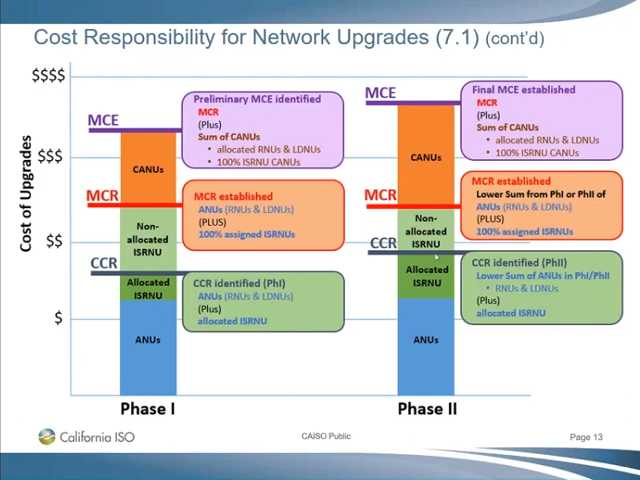 Cost Responsibility for Network Upgrades (7.1) (cont'd)
$$$$
$$$
$$
$
Cost of Upgrades
MCE
CANUs
MCR
Non-
allocated
ISRNU
CCR
Allocated
ISRNU
ANUs
Phase I
Preliminary MCE identified
MCR
(Plus)
Sum of CANUs
• allocated RNUs & LDNUs
• 100% ISRNU CANUs
MCR established
ANUs (RNUs & LDNUs)
(PLUS)
100% assigned ISRNUs
CCR identified (PhI)
ANUs (RNUs & LDNUs)
(Plus)
allocated ISRNU
MCE
CANUs
MCR
Non-
allocated
ISRNU
CCR
Allocated
ISRNU
ANUs
Phase II
Final MCE established
MCR
(Plus)
Sum of CANUs
• allocated RNUs & LDNUs
• 100% ISRNU CANUs
MCR established
Lower Sum from PhI or PhII of
ANUs (RNUs & LDNUs)
(PLUS)
100% assigned ISRNUs
CCR identified (PhII)
Lower Sum of ANUs in PhI/PhII
• RNUs & LDNUs
(Plus)
allocated ISRNU
California ISO
CAISO Public
Page 13